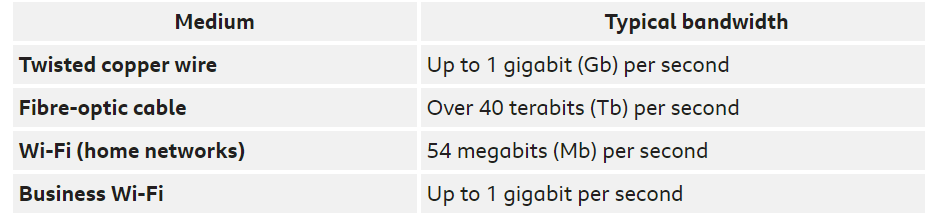 Medium Typical bandwidth
Twisted copper wire Up to 1 gigabit (Gb) per second
Fibre-optic cable Over 40 terabits (Tb) per second
Wi-Fi (home networks) 54 megabits (Mb) per second
Business Wi-Fi Up to 1 gigabit per second